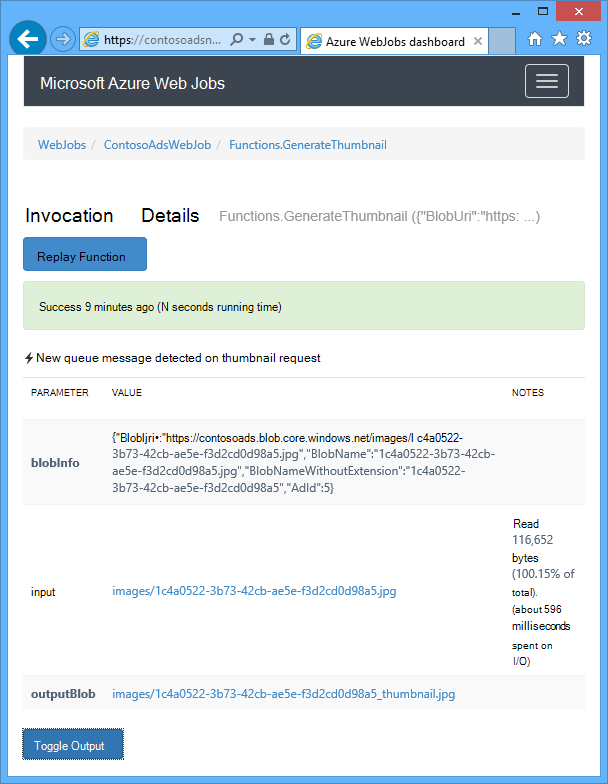 https://contosoadsn...
Azure WebJobs dashboard
Microsoft Azure Web Jobs
WebJobs / ContosoAdsWebJob / Functions.GenerateThumbnail
Invocation Details Functions.GenerateThumbnail ({"BlobUri":"https: ...)
Replay Function
Success 9 minutes ago (N seconds running time)
New queue message detected on thumbnail request
PARAMETER VALUE NOTES
{"Blobljri•:"https://contosoads.blob.core.windows.net/images/l c4a0522-
3b73-42cb-ae5e-f3d2cd0d98a5.jpg","BlobName":"1c4a0522-3b73-42cb-
blobInfo
ae5e-f3d2cd0d98a5.jpg","BlobNameWithoutExtension":"1c4a0522-
3b73-42cb-ae5e-f3d2cd0d98a5","AdId":5}
input
images/1c4a0522-3b73-42cb-ae5e-f3d2cd0d98a5.jpg
Read
116,652
bytes
(100.15% of
total).
(about 596
milliseconds
spent on
I/O)
outputBlob images/1c4a0522-3b73-42cb-ae5e-f3d2cd0d98a5_thumbnail.jpg
Toggle Output